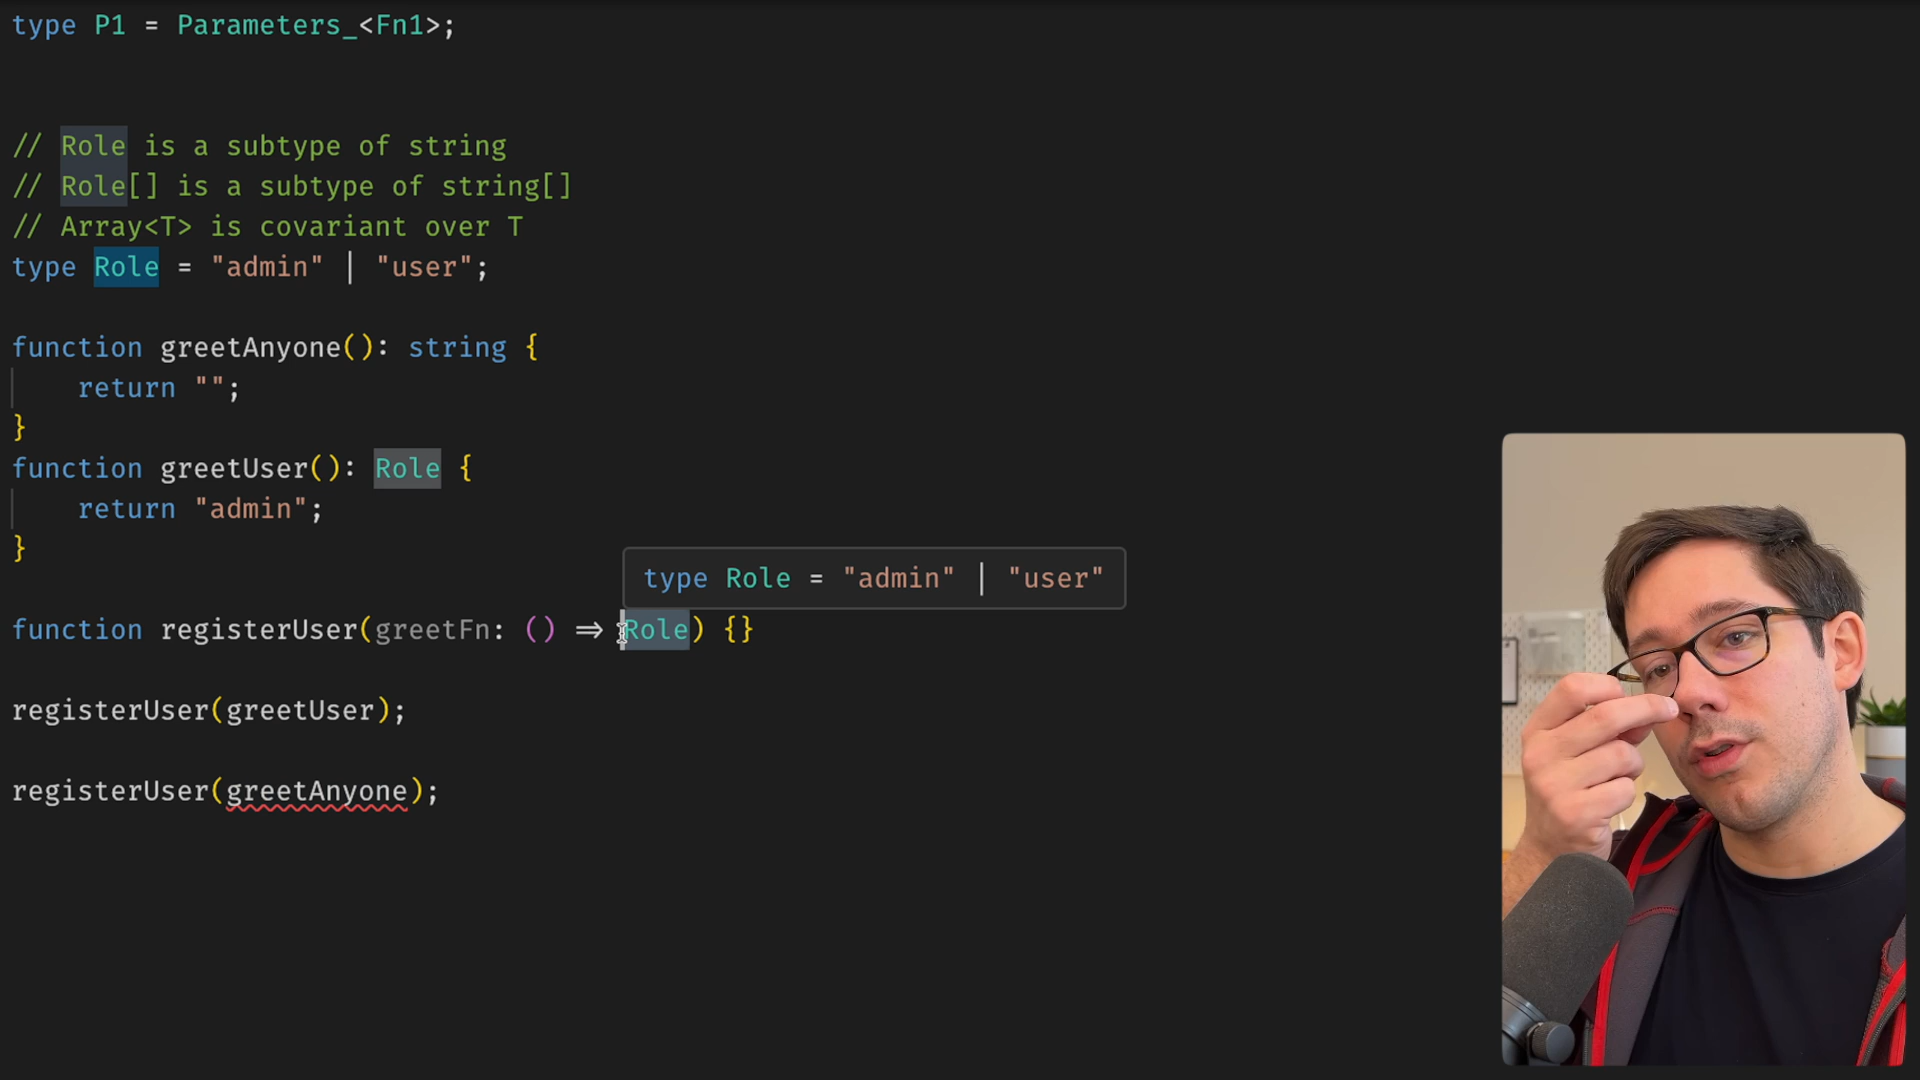 type P1 = Parameters_<Fn1>;
// Role is a subtype of string
// Role[] is a subtype of string[]
// Array<T> is covariant over T
type Role = "admin" | "user";
function greetAnyone(): string {
    return "";
}
function greetUser(): Role {
    return "admin";
}
type Role = "admin" | "user"
function registerUser(greetFn: () => Role) {}
registerUser(greetUser);
registerUser(greetAnyone);